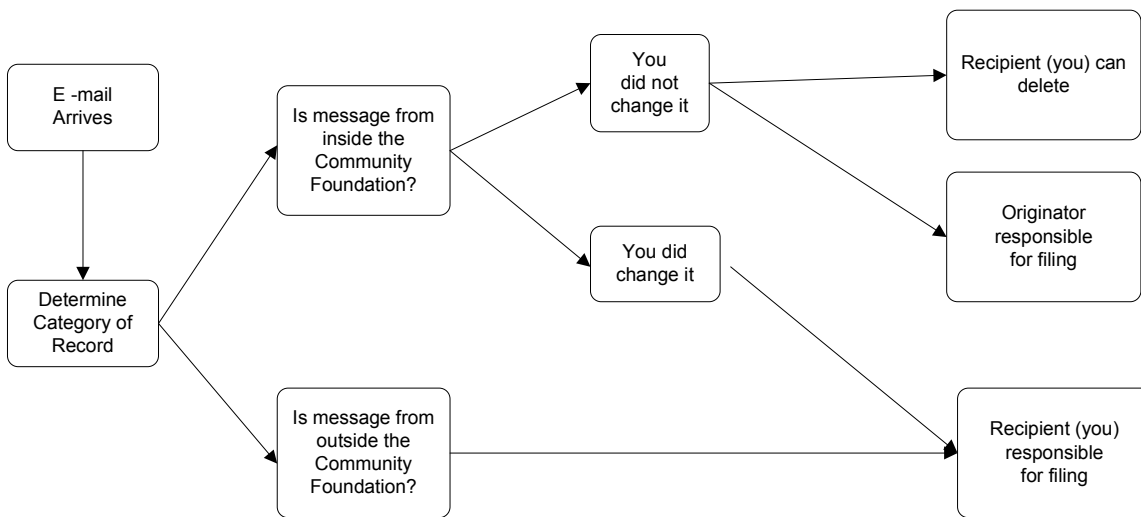 E -mail
Arrives
Determine
Category of
Record
Is message from
inside the
Community
Foundation?
Is message from
outside the
Community
Foundation?
You
did not
change it
You did
change it
Recipient (you) can
delete
Originator
responsible
for filing
Recipient (you)
responsible
for filing